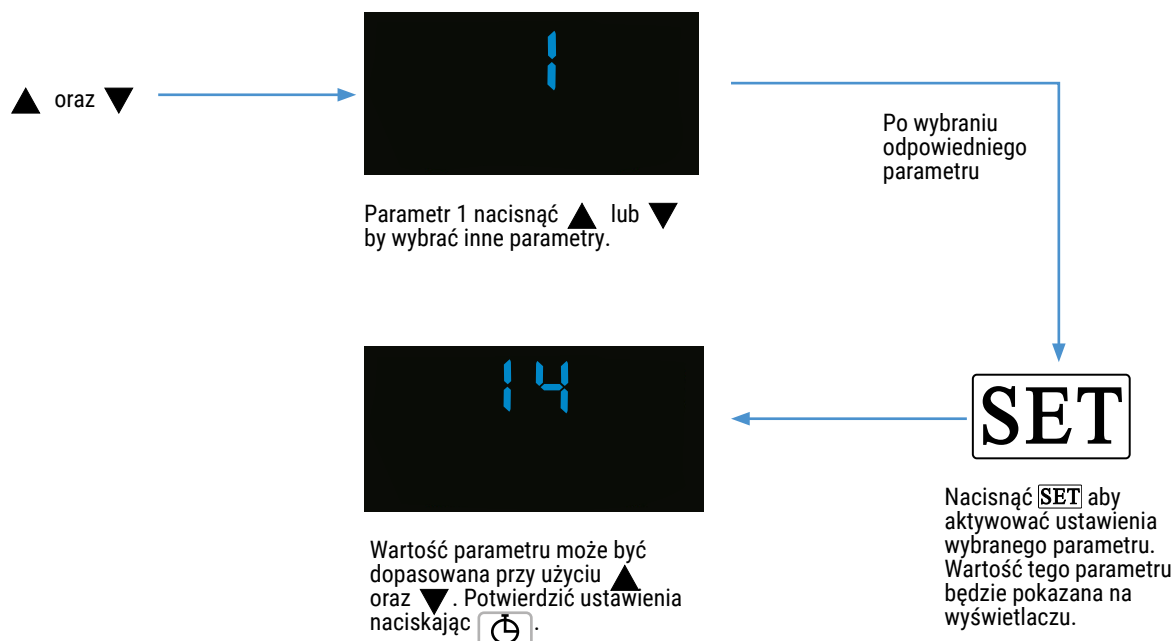 ▲ oraz ▼
1
Parametr 1 nacisnąć ▲ lub ▼
by wybrać inne parametry.
Po wybraniu
odpowiedniego
parametru
SET
Nacisnąć SET aby
aktywować ustawienia
wybranego parametru.
Wartość tego parametru
będzie pokazana na
wyświetlaczu.
14
Wartość parametru może być
dopasowana przy użyciu ▲
oraz ▼. Potwierdzić ustawienia
naciskając .